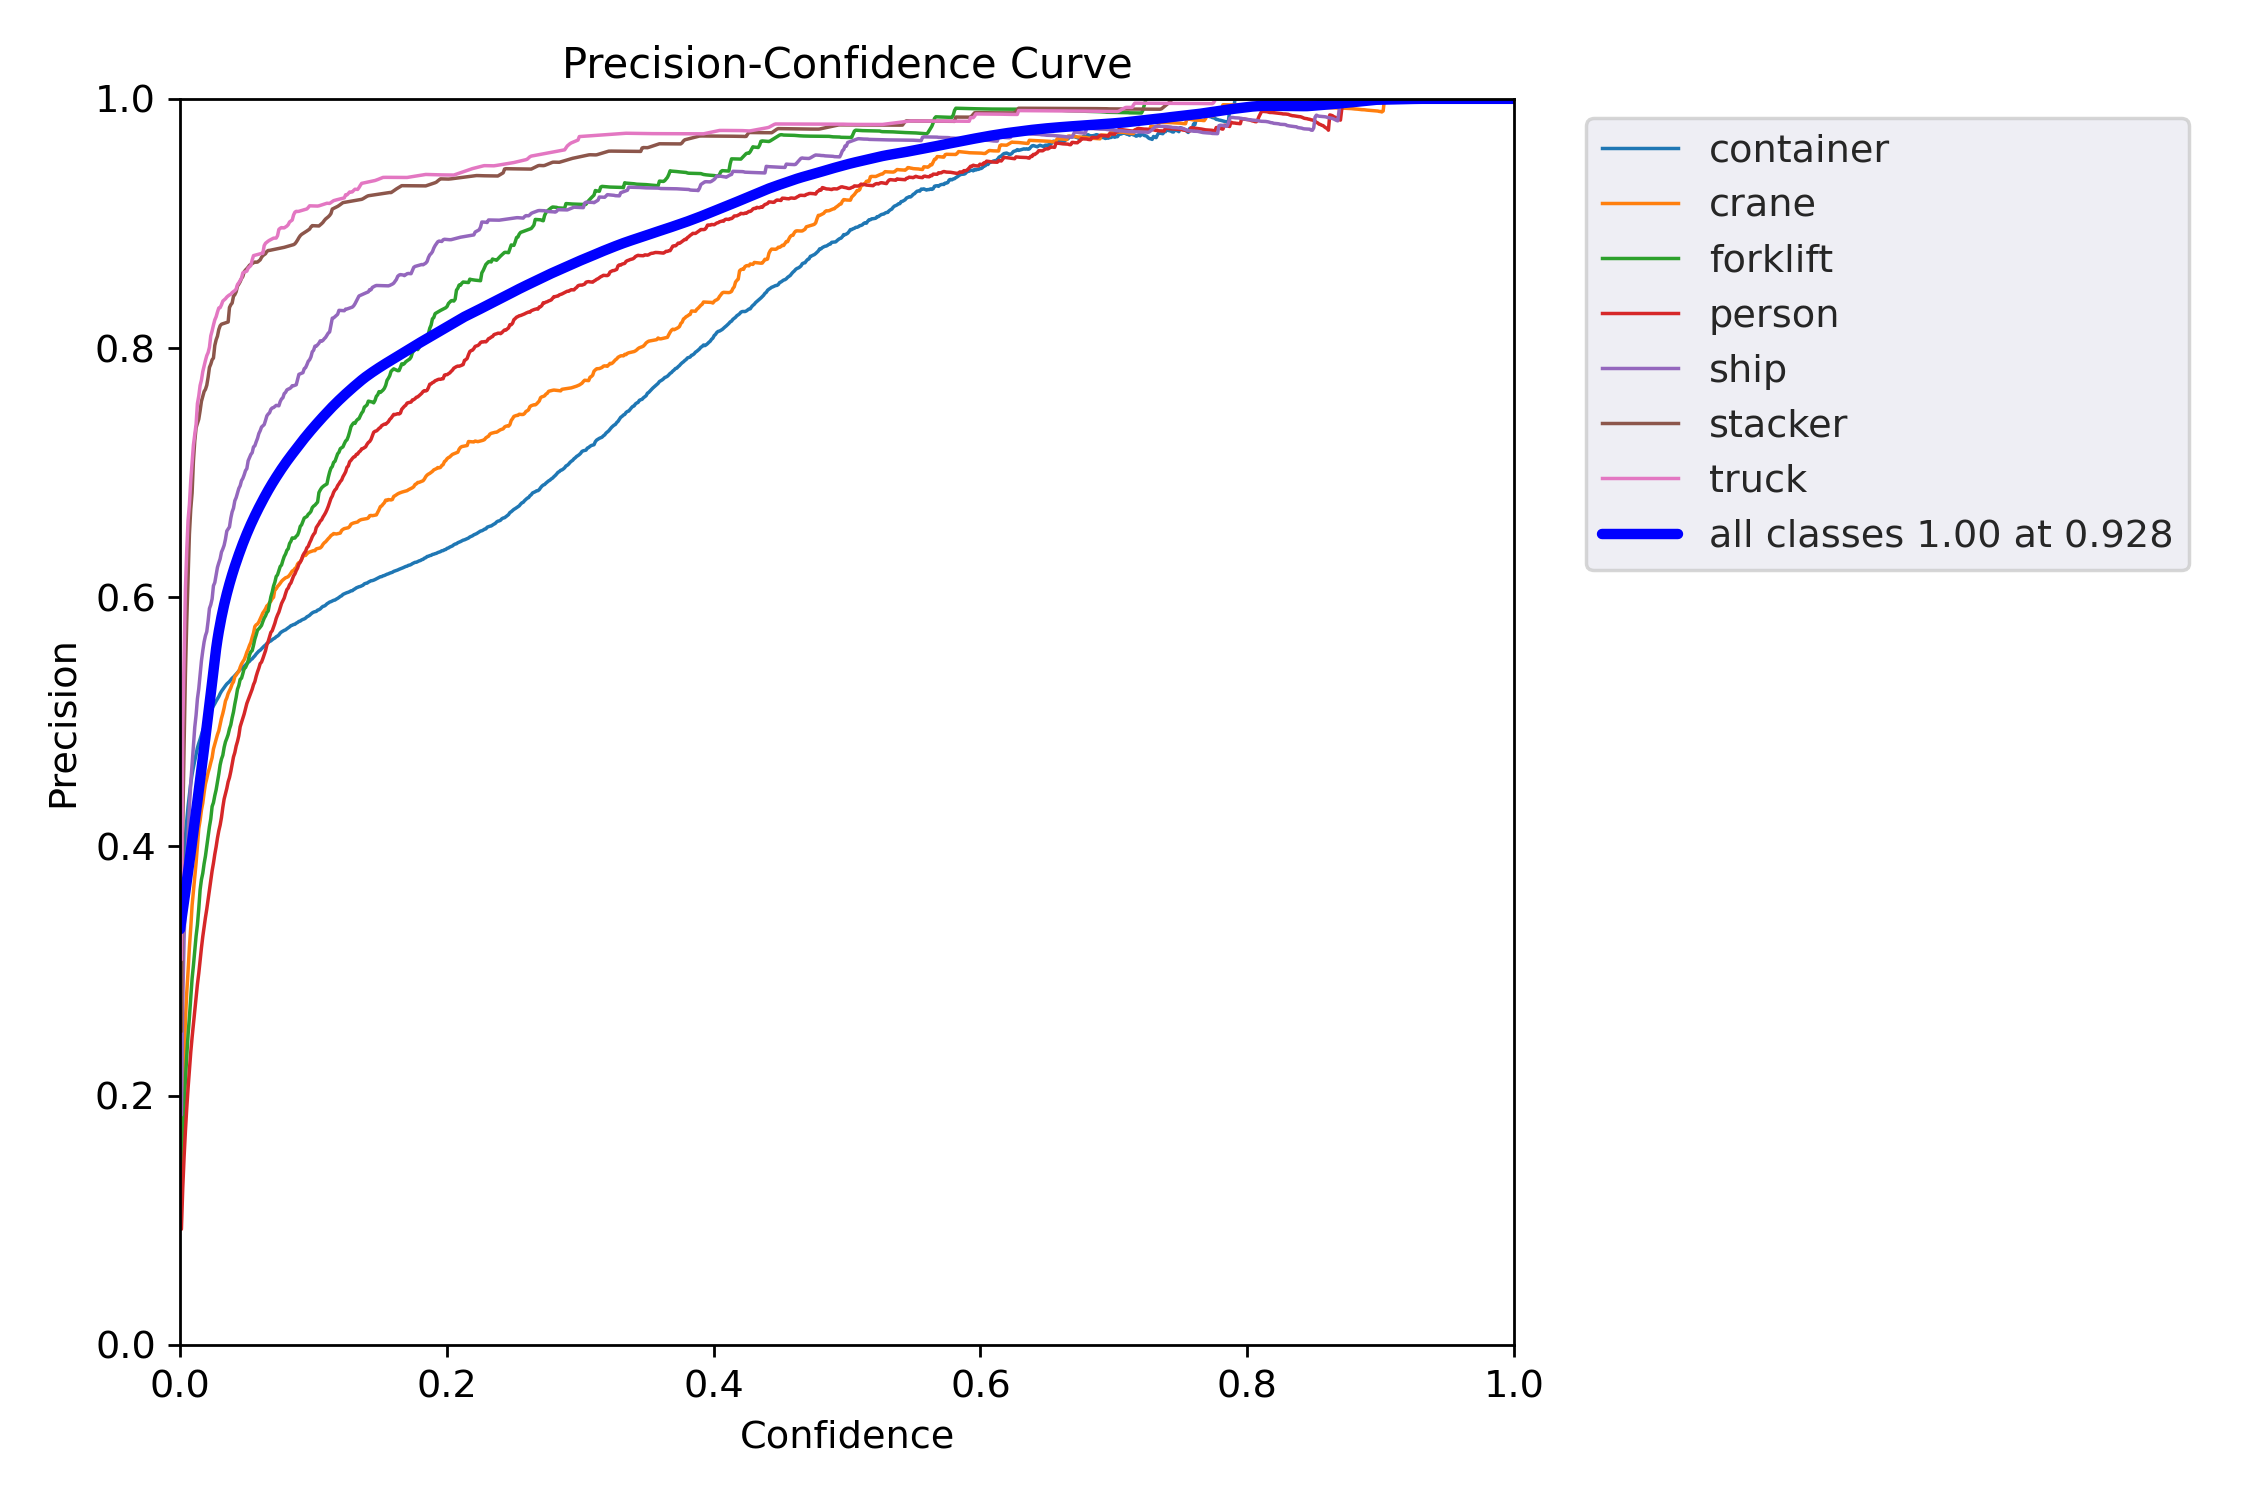 Precision-Confidence Curve
1.0
0.8
0.6
0.4
0.2
0.0
Precision
0.0 0.2 0.4 0.6 0.8 1.0
Confidence
container
crane
forklift
person
ship
stacker
truck
all classes 1.00 at 0.928